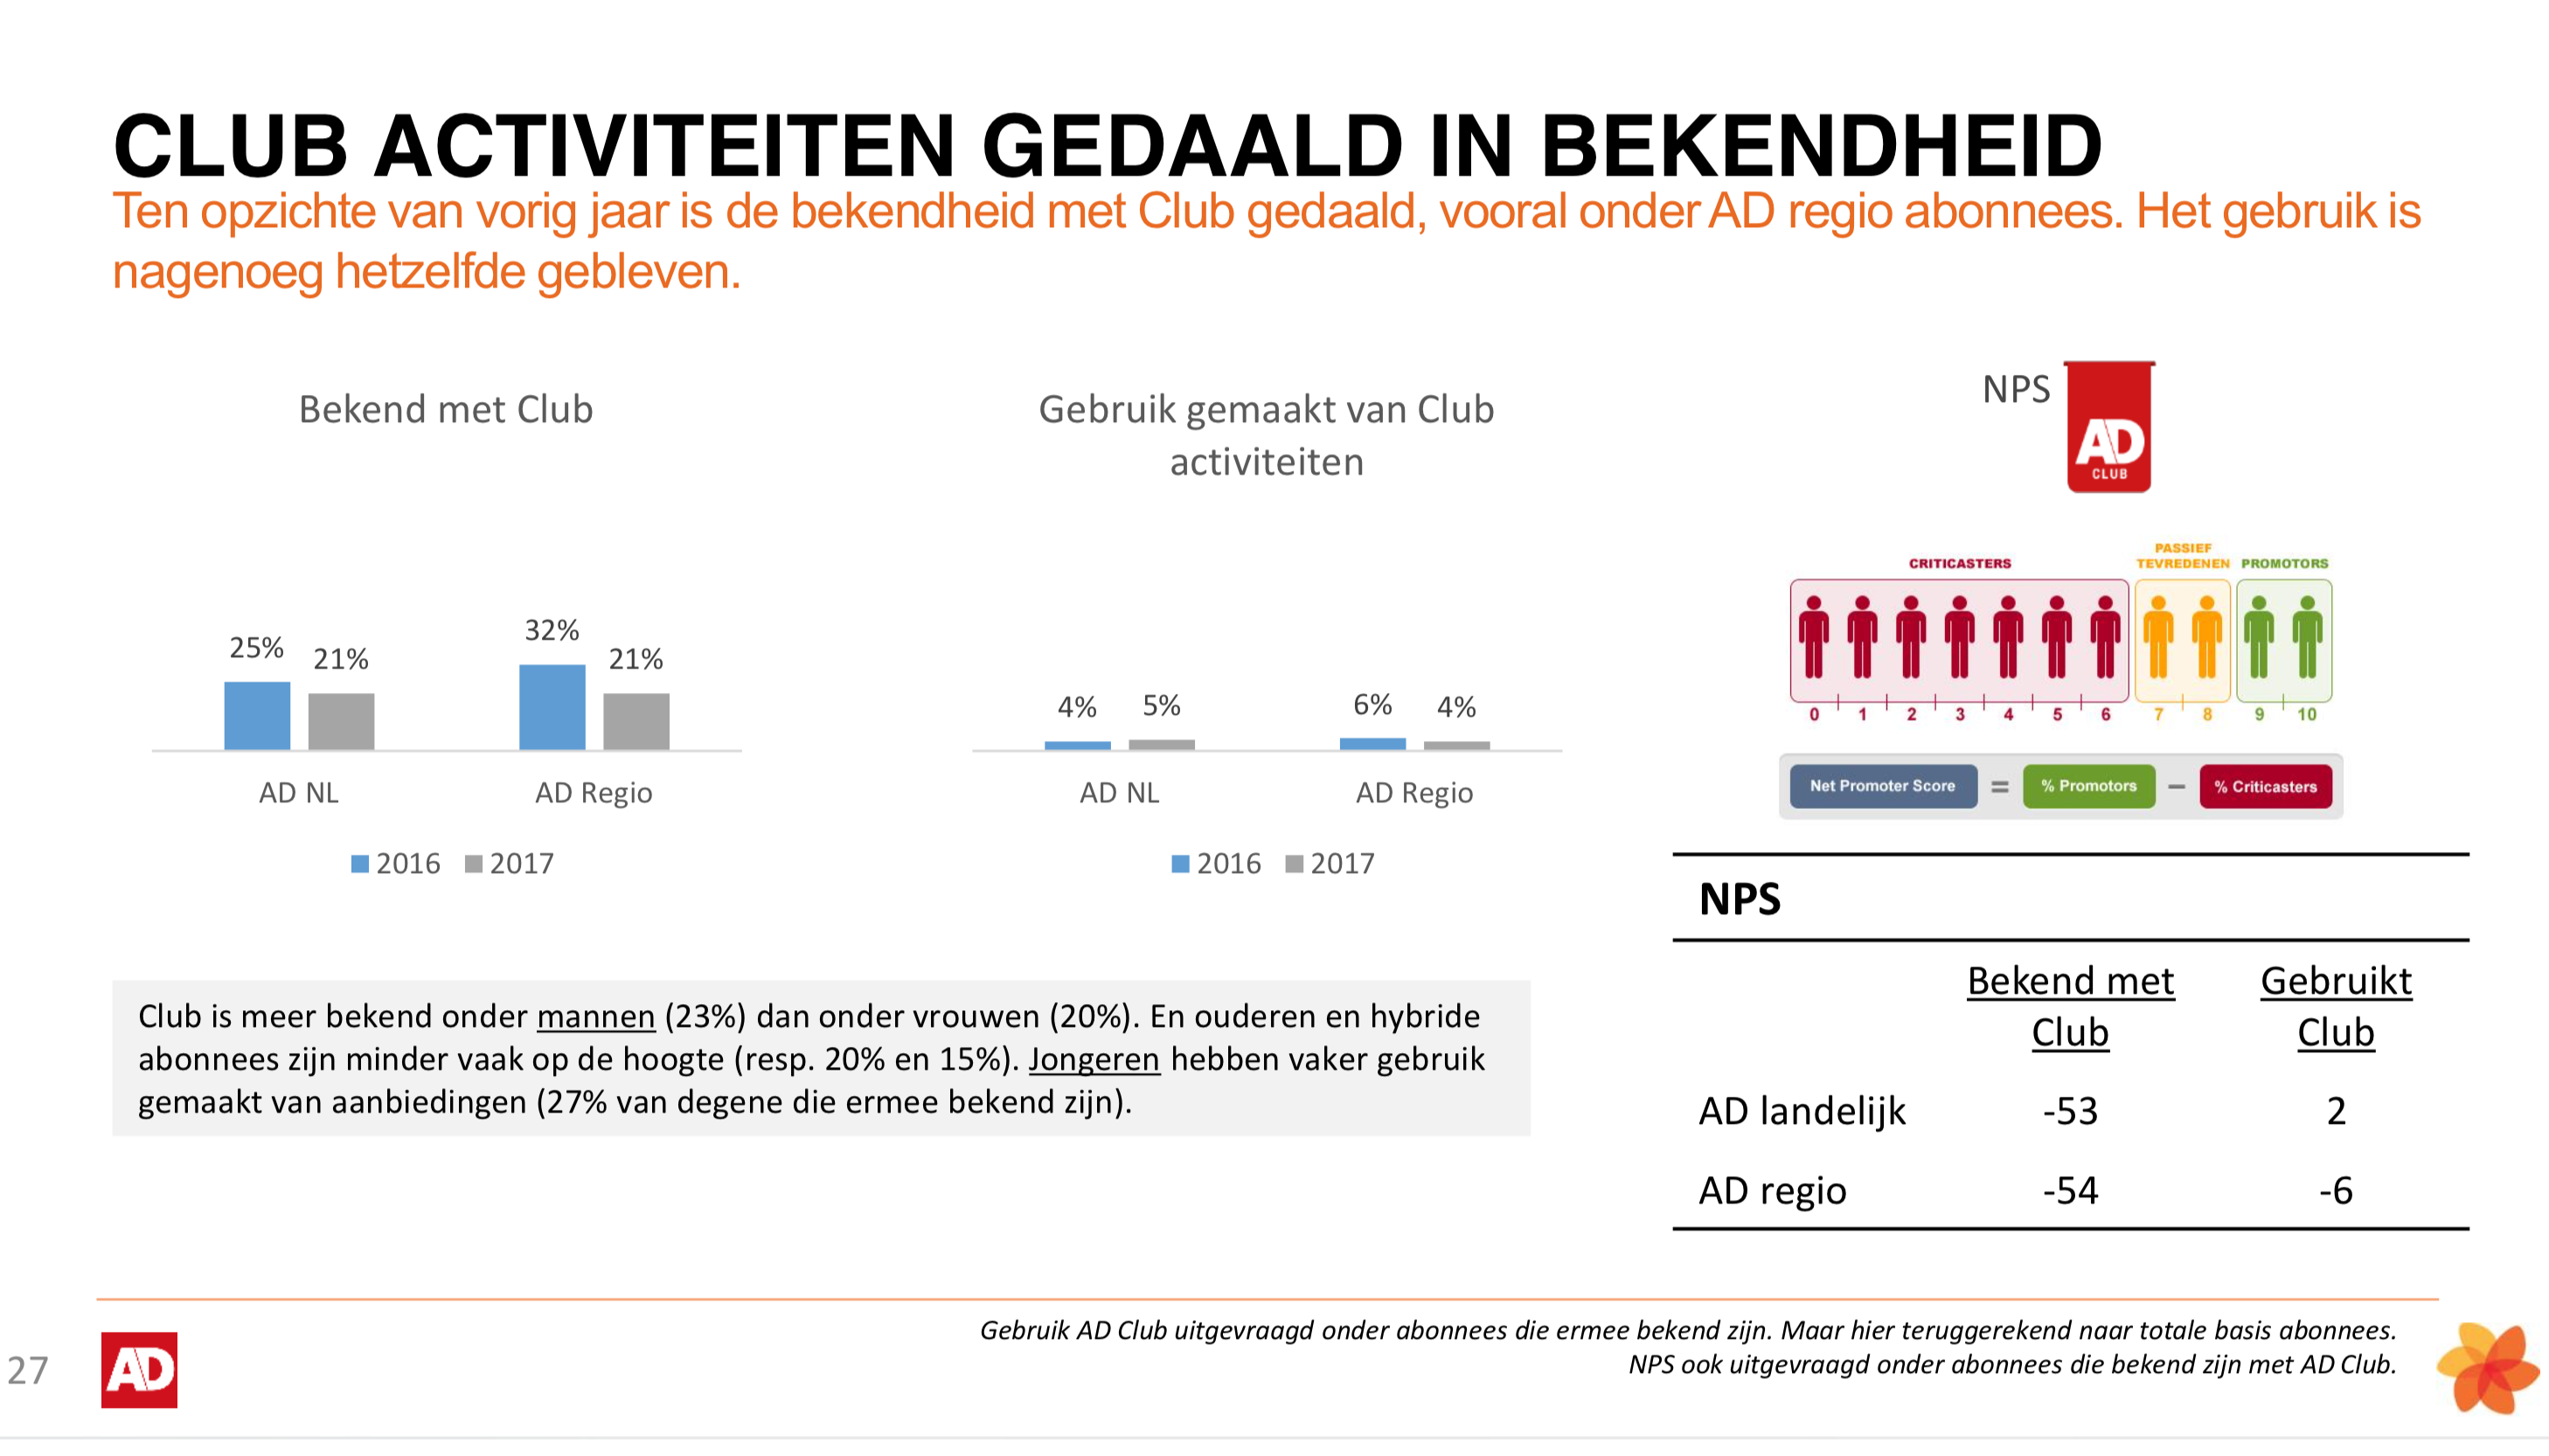 CLUB ACTIVITEITEN GEDAALD IN BEKENDHEID
Ten opzichte van vorig jaar is de bekendheid met Club gedaald, vooral onder AD regio abonnees. Het gebruik is
nagenoeg hetzelfde gebleven.
Bekend met Club
25%
21%
32%
21%
AD NL
AD Regio
2016
2017
Gebruik gemaakt van Club
activiteiten
4%
5%
6%
4%
AD NL
AD Regio
2016
2017
NPS
AD
CLUB
CRITICASTERS
PASSIEF
TEVREDENEN
PROMOTORS
0 1 2 3 4 5 6 7 8 9 10
Net Promoter Score = % Promotors – % Criticasters
NPS
Bekend met
Club
Gebruikt
Club
AD landelijk -53 2
AD regio -54 -6
Club is meer bekend onder mannen (23%) dan onder vrouwen (20%). En ouderen en hybride
abonnees zijn minder vaak op de hoogte (resp. 20% en 15%). Jongeren hebben vaker gebruik
gemaakt van aanbiedingen (27% van degene die ermee bekend zijn).
Gebruik AD Club uitgevraagd onder abonnees die ermee bekend zijn. Maar hier teruggerekend naar totale basis abonnees.
NPS ook uitgevraagd onder abonnees die bekend zijn met AD Club.
27
AD